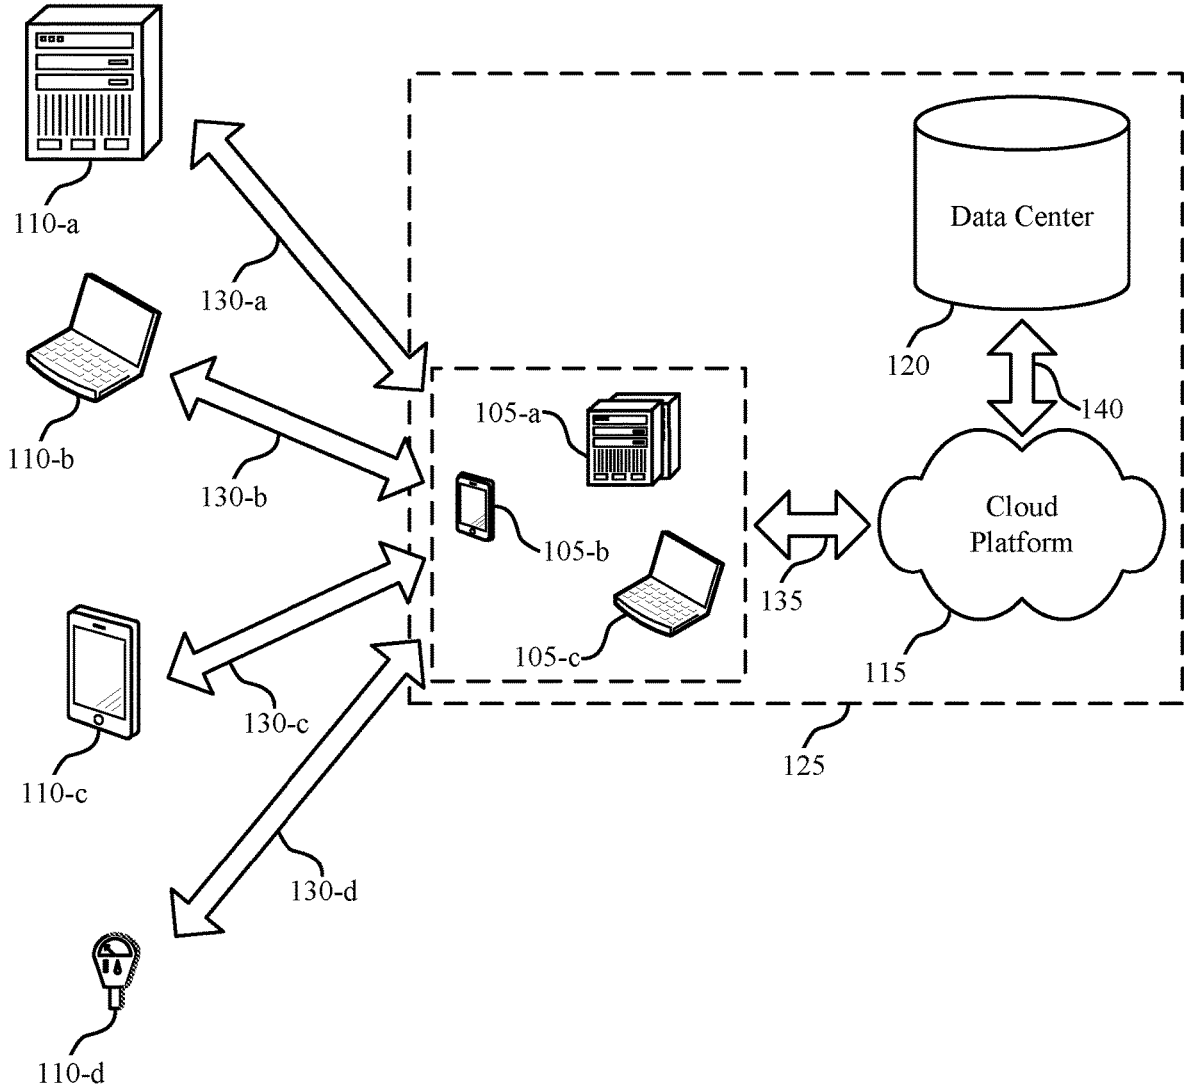 110-a
Data Center
130-a
120
140
105-a
110-b
130-b
Cloud
Platform
105-b
135
105-c
115
130-c
125
110-c
130-d
110-d